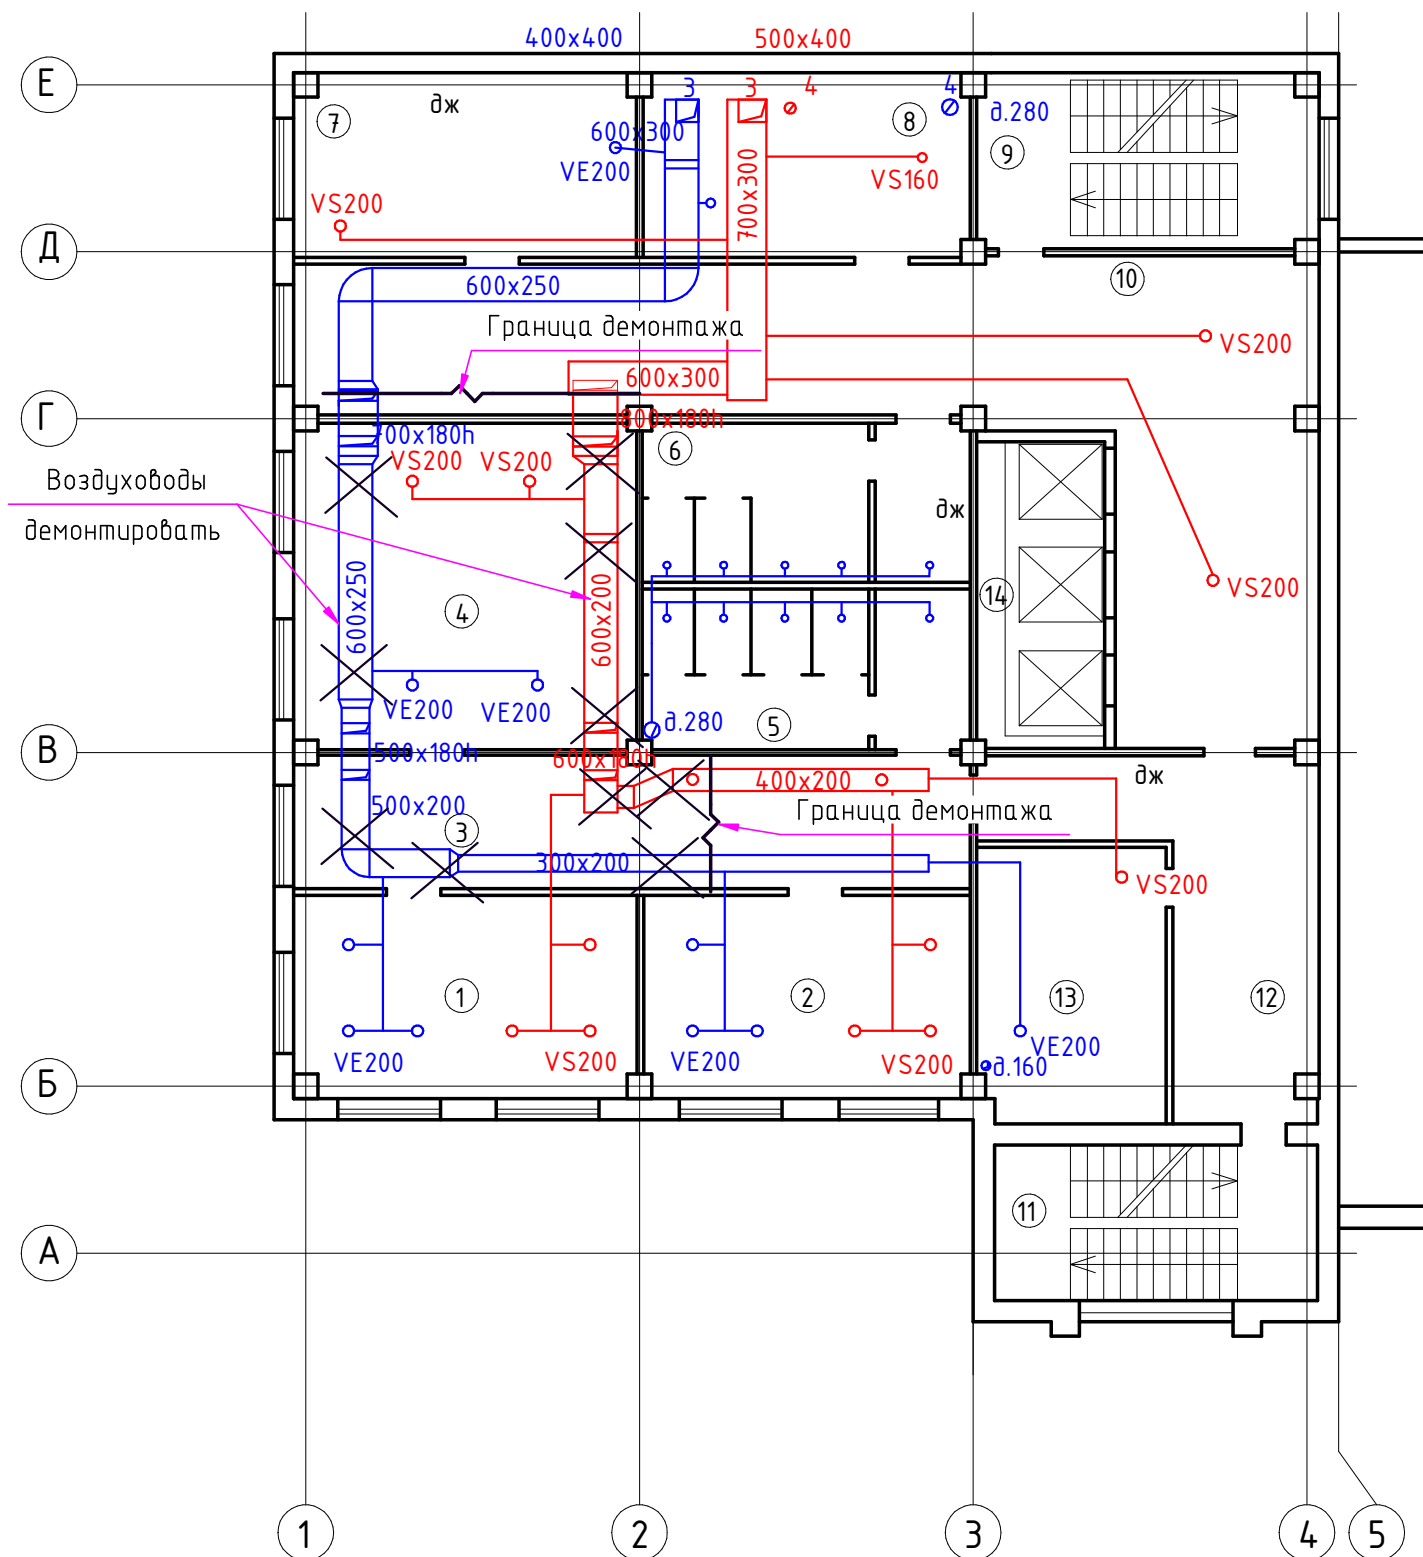 400x400
500x400
Е
3
3
4
4
дж
8
д.280
7
600x300
9
VE200
VS160
VS200
700x300
Д
10
600x250
Граница демонтажа
VS200
600x300
Г
700x180h
800x180h
6
VS200
VS200
Воздуховоды
демонтировать
дж
VS200
14
4
600x250
600x200
VE200
VE200
д.280
5
В
500x180h
600x180h
дж
400x200
500x200
3
Граница демонтажа
300x200
VS200
1
2
13
12
VE200
VS200
VE200
VS200
VE200
д.160
Б
11
А
1
2
3
4
5